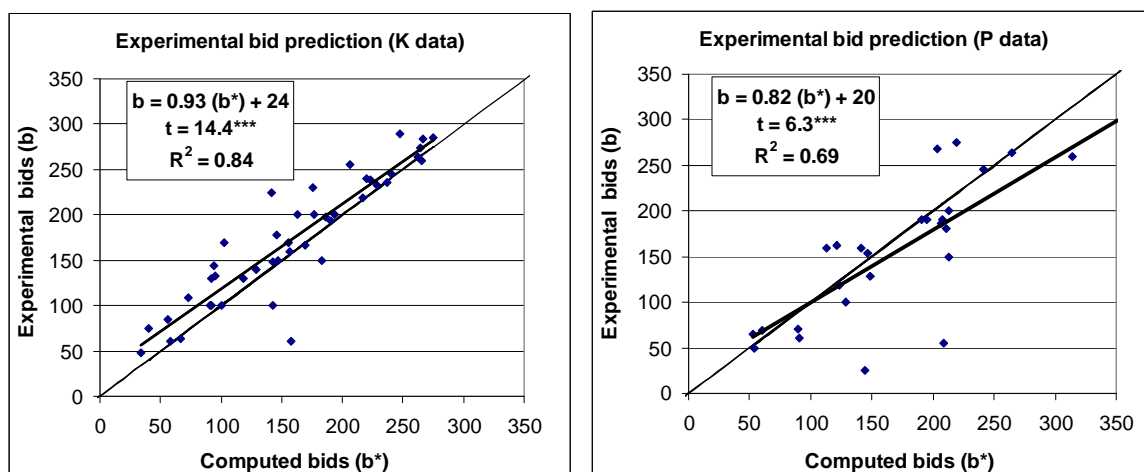 Experimental bid prediction (K data)
b = 0.93 (b*) + 24
t = 14.4***
R² = 0.84
Experimental bids (b)
350
300
250
200
150
100
50
0
0 50 100 150 200 250 300 350
Computed bids (b*)
Experimental bid prediction (P data)
b = 0.82 (b*) + 20
t = 6.3***
R² = 0.69
Experimental bids (b)
350
300
250
200
150
100
50
0
0 50 100 150 200 250 300 350
Computed bids (b*)